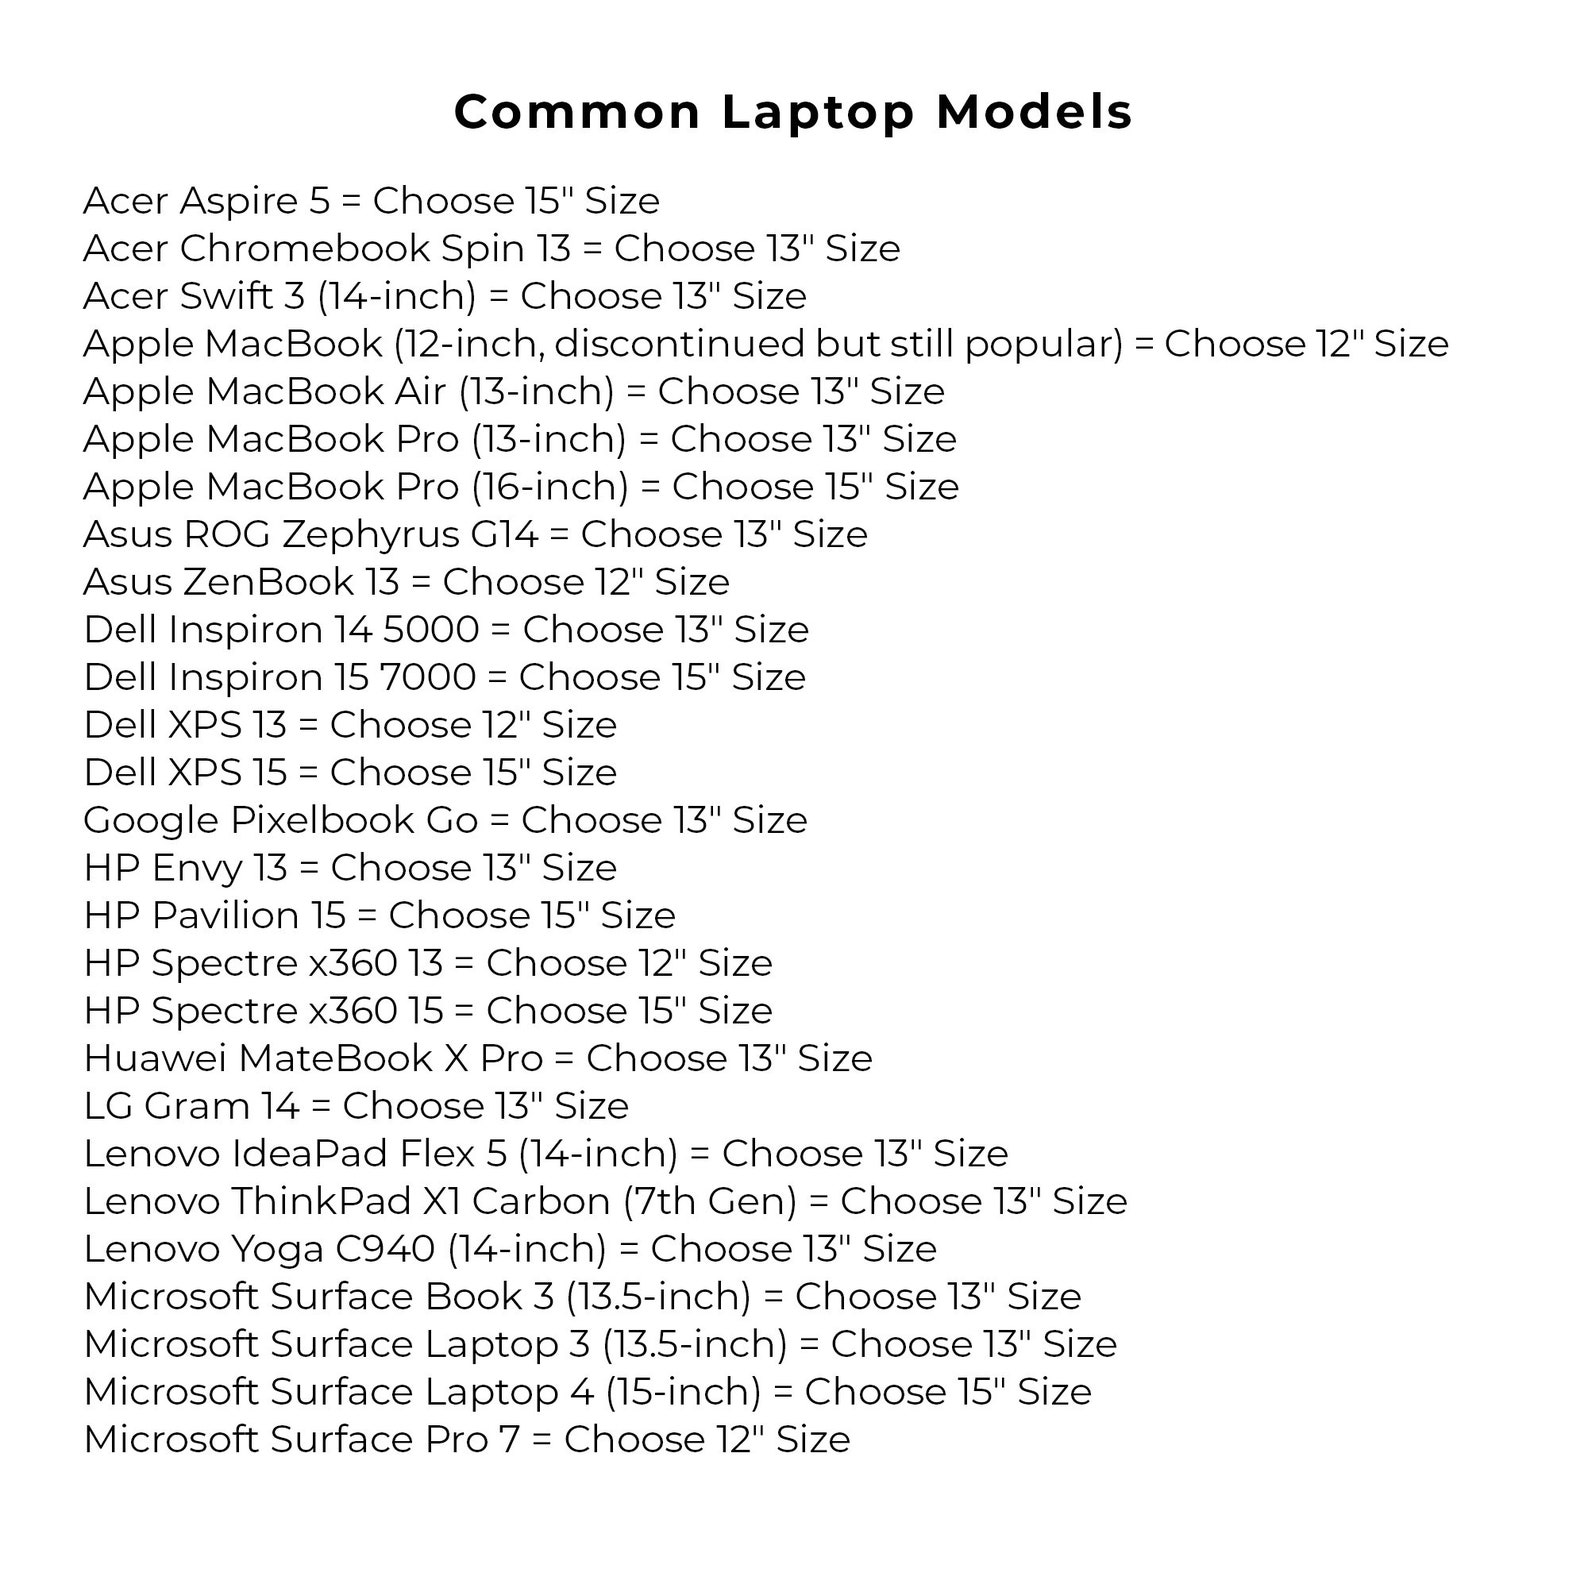 Common Laptop Models
Acer Aspire 5 = Choose 15" Size
Acer Chromebook Spin 13 = Choose 13" Size
Acer Swift 3 (14-inch) = Choose 13" Size
Apple MacBook (12-inch, discontinued but still popular) = Choose 12" Size
Apple MacBook Air (13-inch) = Choose 13" Size
Apple MacBook Pro (13-inch) = Choose 13" Size
Apple MacBook Pro (16-inch) = Choose 15" Size
Asus ROG Zephyrus G14 = Choose 13" Size
Asus ZenBook 13 = Choose 12" Size
Dell Inspiron 14 5000 = Choose 13" Size
Dell Inspiron 15 7000 = Choose 15" Size
Dell XPS 13 = Choose 12" Size
Dell XPS 15 = Choose 15" Size
Google Pixelbook Go = Choose 13" Size
HP Envy 13 = Choose 13" Size
HP Pavilion 15 = Choose 15" Size
HP Spectre x360 13 = Choose 12" Size
HP Spectre x360 15 = Choose 15" Size
Huawei MateBook X Pro = Choose 13" Size
LG Gram 14 = Choose 13" Size
Lenovo IdeaPad Flex 5 (14-inch) = Choose 13" Size
Lenovo ThinkPad X1 Carbon (7th Gen) = Choose 13" Size
Lenovo Yoga C940 (14-inch) = Choose 13" Size
Microsoft Surface Book 3 (13.5-inch) = Choose 13" Size
Microsoft Surface Laptop 3 (13.5-inch) = Choose 13" Size
Microsoft Surface Laptop 4 (15-inch) = Choose 15" Size
Microsoft Surface Pro 7 = Choose 12" Size